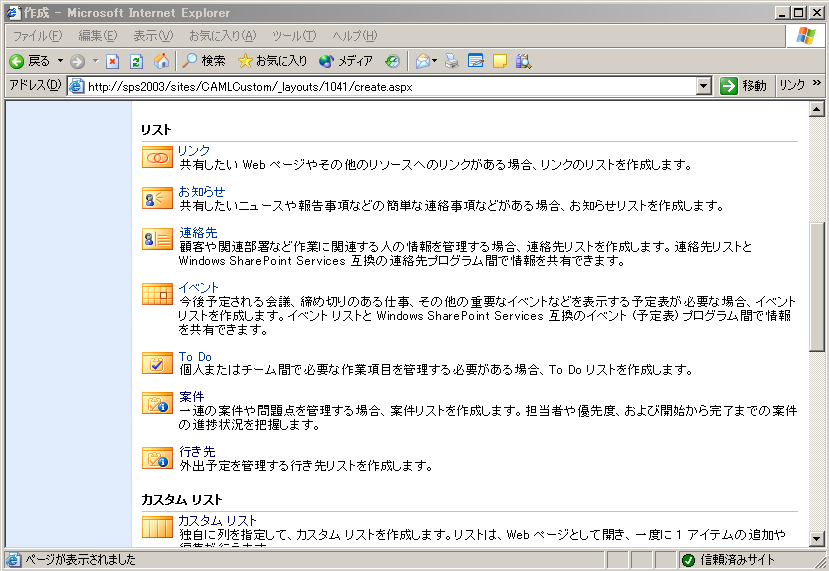 作成 - Microsoft Internet Explorer
ファイル(F) 編集(E) 表示(V) お気に入り(A) ツール(T) ヘルプ(H)
戻る 検索 お気に入り メディア
アドレス(D) http://sps2003/sites/CAMLCustom/_layouts/1041/create.aspx 移動 リンク »
リスト
リンク
共有したい Web ページやその他のリソースへのリンクがある場合、リンクのリストを作成します。
お知らせ
共有したいニュースや報告事項などの簡単な連絡事項などがある場合、お知らせリストを作成します。
連絡先
顧客や関連部署など作業に関連する人の情報を管理する場合、連絡先リストを作成します。連絡先リストと
Windows SharePoint Services 互換の連絡先プログラム間で情報を共有できます。
イベント
今後予定される会議、締め切りのある仕事、その他の重要なイベントなどを表示する予定表が必要な場合、イベント
リストを作成します。イベント リストと Windows SharePoint Services 互換のイベント (予定表) プログラム間で情報
を共有できます。
To Do
個人またはチーム間で必要な作業項目を管理する必要がある場合、To Do リストを作成します。
案件
一連の案件や問題点を管理する場合、案件リストを作成します。担当者や優先度、および開始から完了までの案件
の進捗状況を把握します。
行き先
外出予定を管理する行き先リストを作成します。
カスタム リスト
カスタム リスト
独自に列を指定して、カスタム リストを作成します。リストは、Web ページとして開き、一度に 1 アイテムの追加や
ページが表示されました 信頼済みサイト